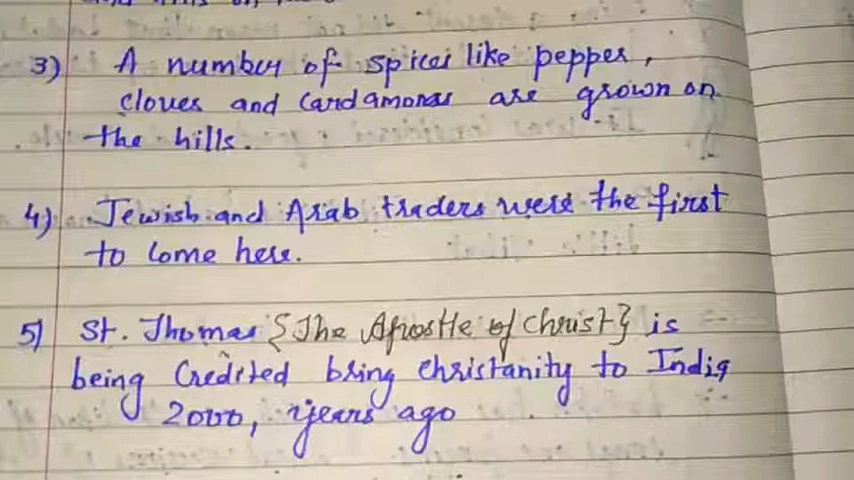 3) A number of spices like pepper,
cloves and Cardamoms are grown on
the hills.
4) Jewish and Arab traders were the first
to come here.
5) St. Thomas {The Apostle of Christ} is
being Credited bring christanity to India
2000, years ago